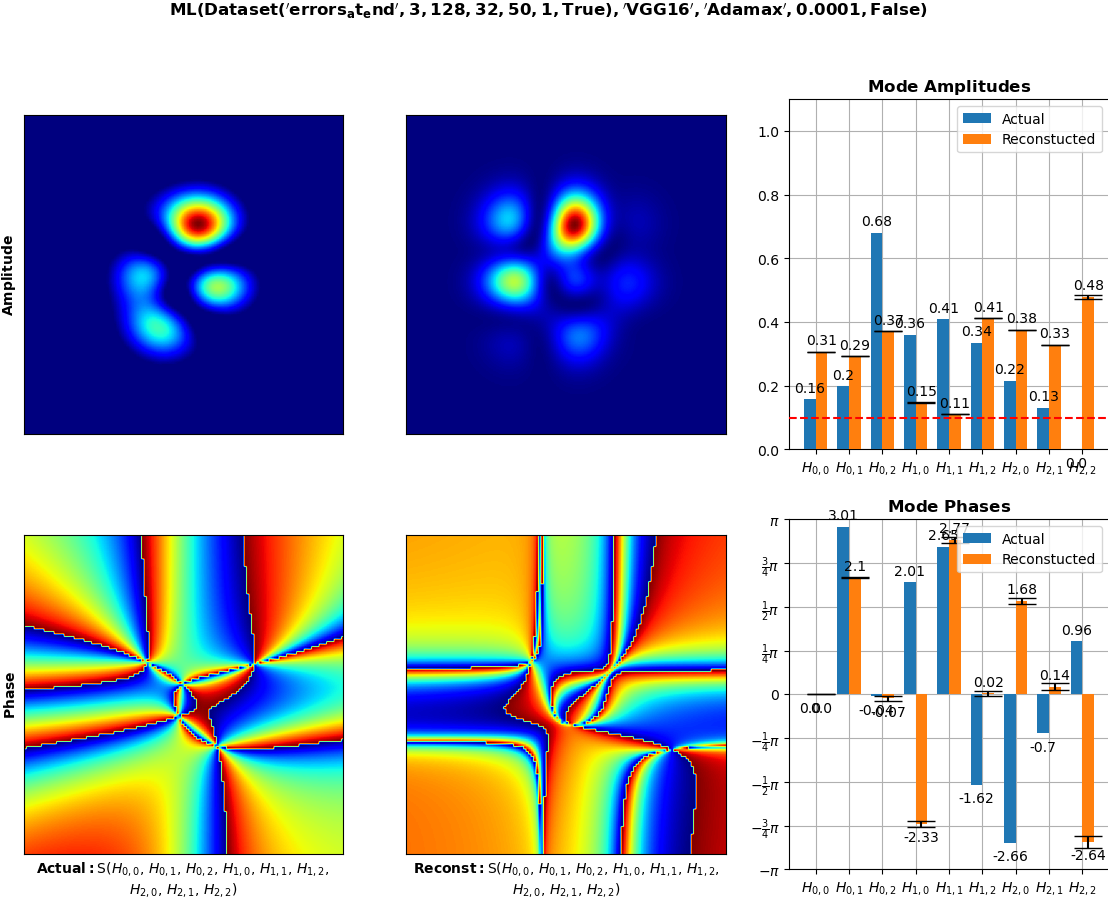 ML(Dataset('errors_at_end', 3, 128, 32, 50, 1, True), 'VGG16', 'Adamax', 0.0001, False)
Amplitude
Mode Amplitudes
Actual
Reconstucted
1.0
0.8
0.6
0.4
0.2
0.0
0.16
0.31
0.2
0.29
0.68
0.37
0.36
0.15
0.41
0.11
0.34
0.41
0.22
0.38
0.13
0.33
0.0
0.48
H0,0 H0,1 H0,2 H1,0 H1,1 H1,2 H2,0 H2,1 H2,2
Phase
Mode Phases
Actual
Reconstucted
π
3/4π
1/2π
1/4π
0
−1/4π
−1/2π
−3/4π
−π
0.0
0.0
3.01
2.1
-0.04
-0.07
2.01
-2.33
2.77
-1.62
0.02
-2.66
1.68
-0.7
0.14
0.96
-2.64
H0,0 H0,1 H0,2 H1,0 H1,1 H1,2 H2,0 H2,1 H2,2
Actual: S(H0,0, H0,1, H0,2, H1,0, H1,1, H1,2,
H2,0, H2,1, H2,2)
Reconst: S(H0,0, H0,1, H0,2, H1,0, H1,1, H1,2,
H2,0, H2,1, H2,2)